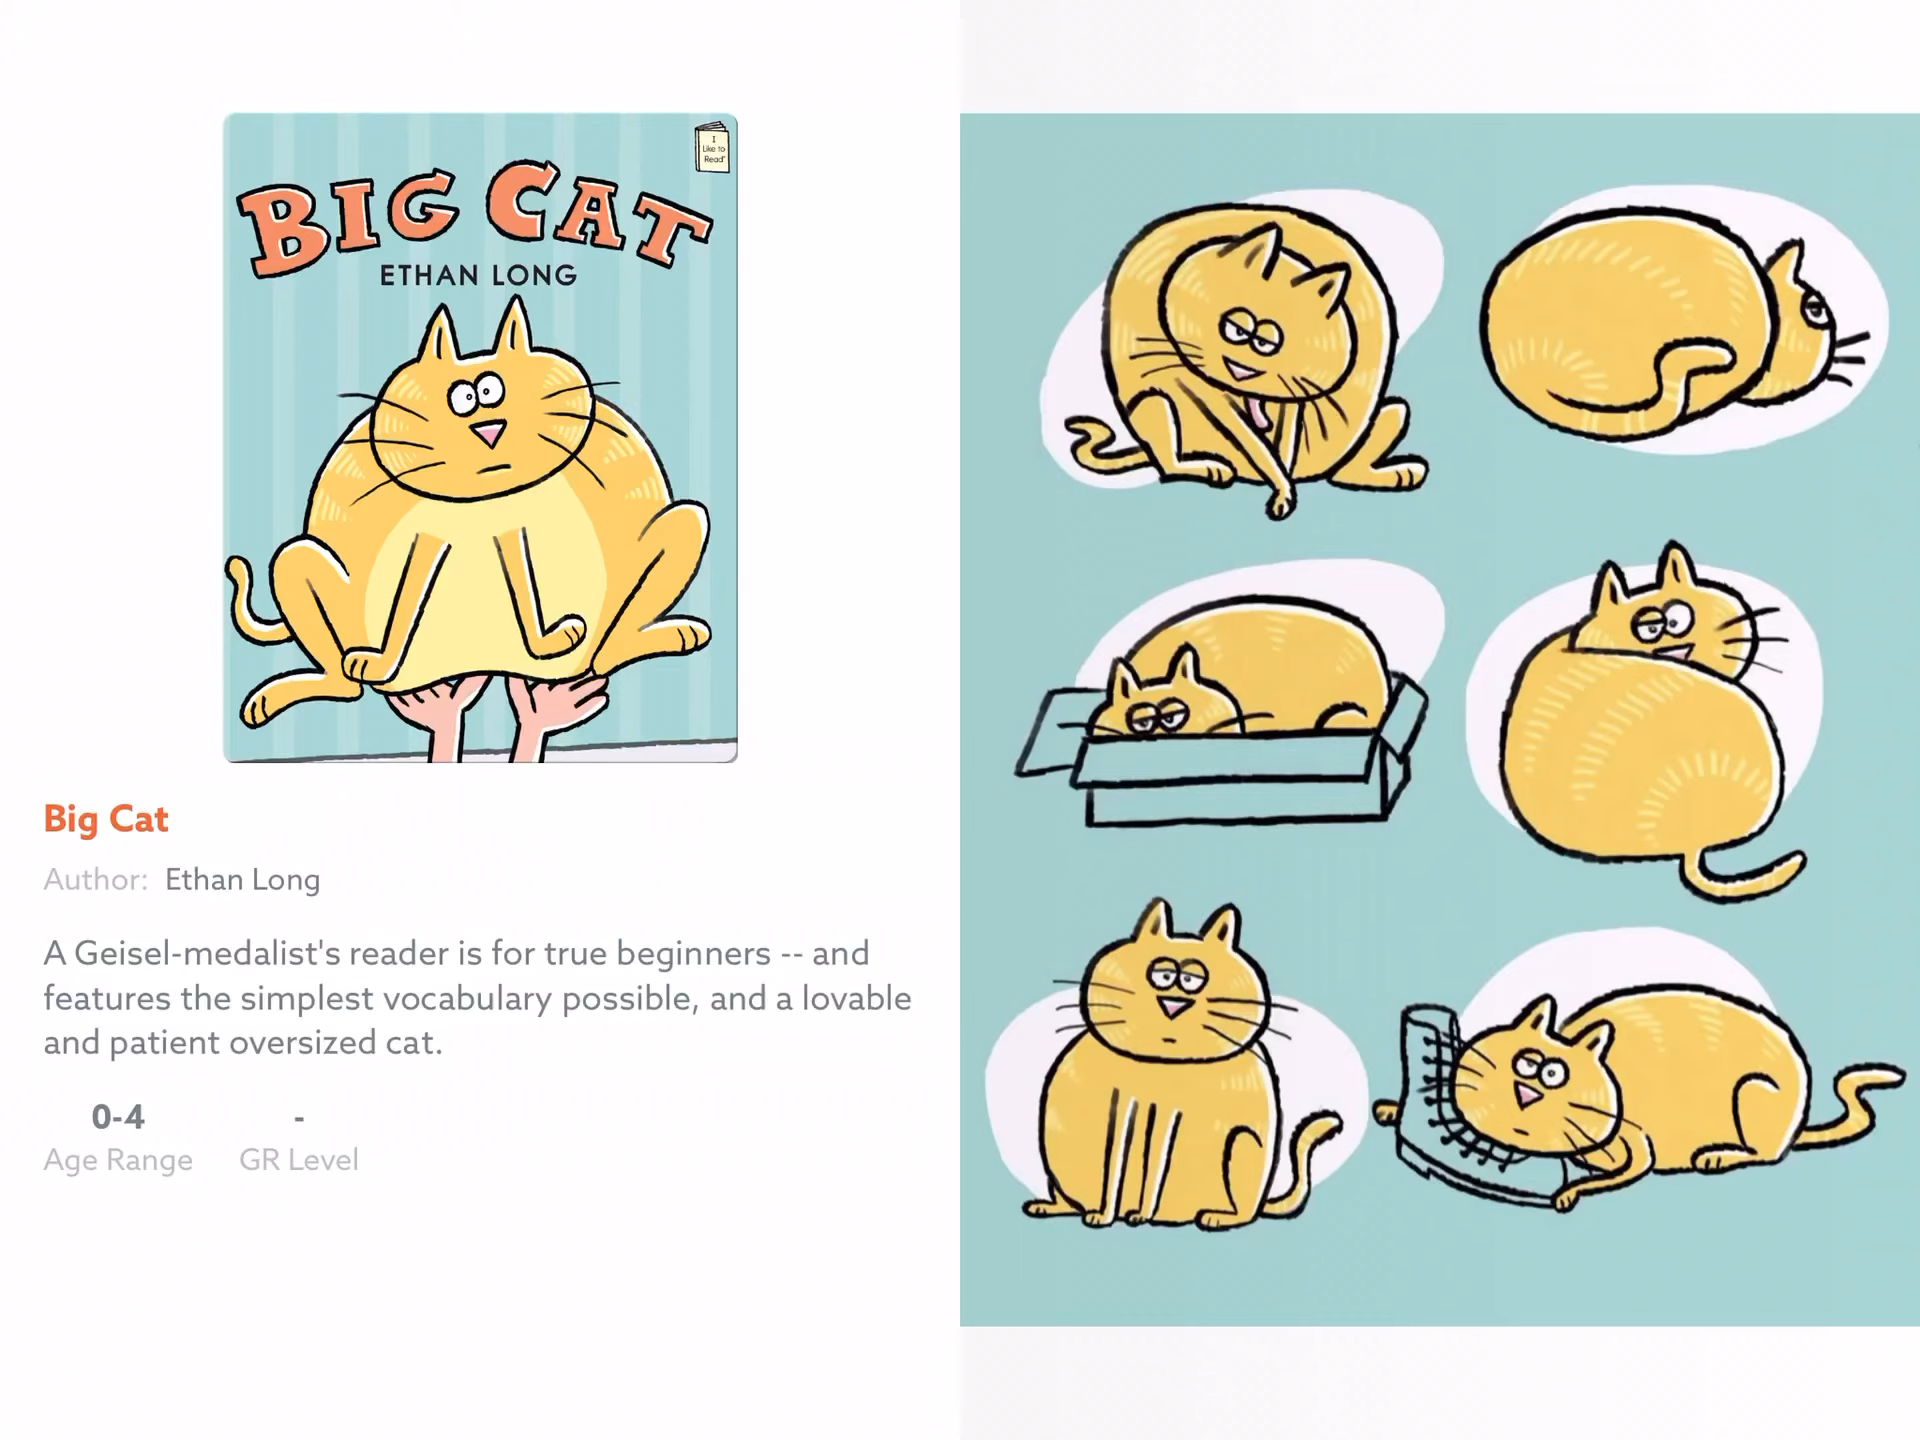 I
Like to
Read®
BIG CAT
ETHAN LONG
Big Cat
Author: Ethan Long
A Geisel-medalist's reader is for true beginners -- and
features the simplest vocabulary possible, and a lovable
and patient oversized cat.
0-4 -
Age Range GR Level